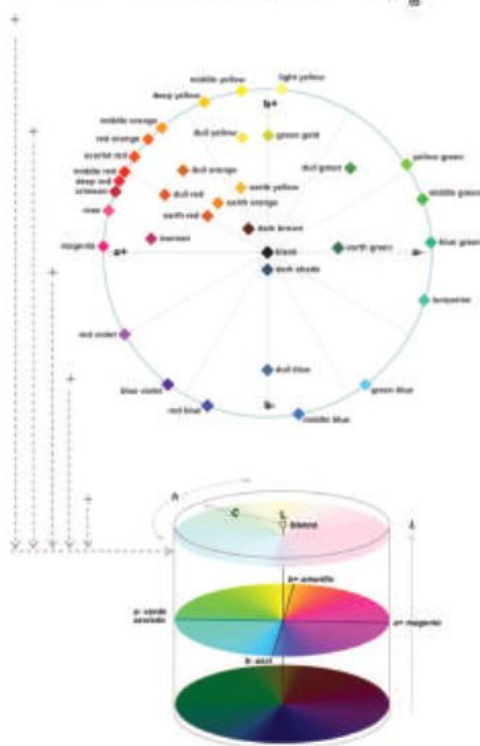 middle yellow
light yellow
deep yellow
b+
middle orange
dull yellow
green gold
red orange
scarlet red
middle red
deep red
crimson
dull orange
dull green
yellow green
earth yellow
dull red
earth orange
middle green
rose
earth red
dark brown
maroon
magenta
a+
black
earth green
a-
blue green
dark shade
turquoise
red violet
dull blue
blue violet
green blue
red blue
b-
middle blue
A
C
L
blanco
L
b+ amarillo
a- verde
azulado
a+ magenta
b- azul